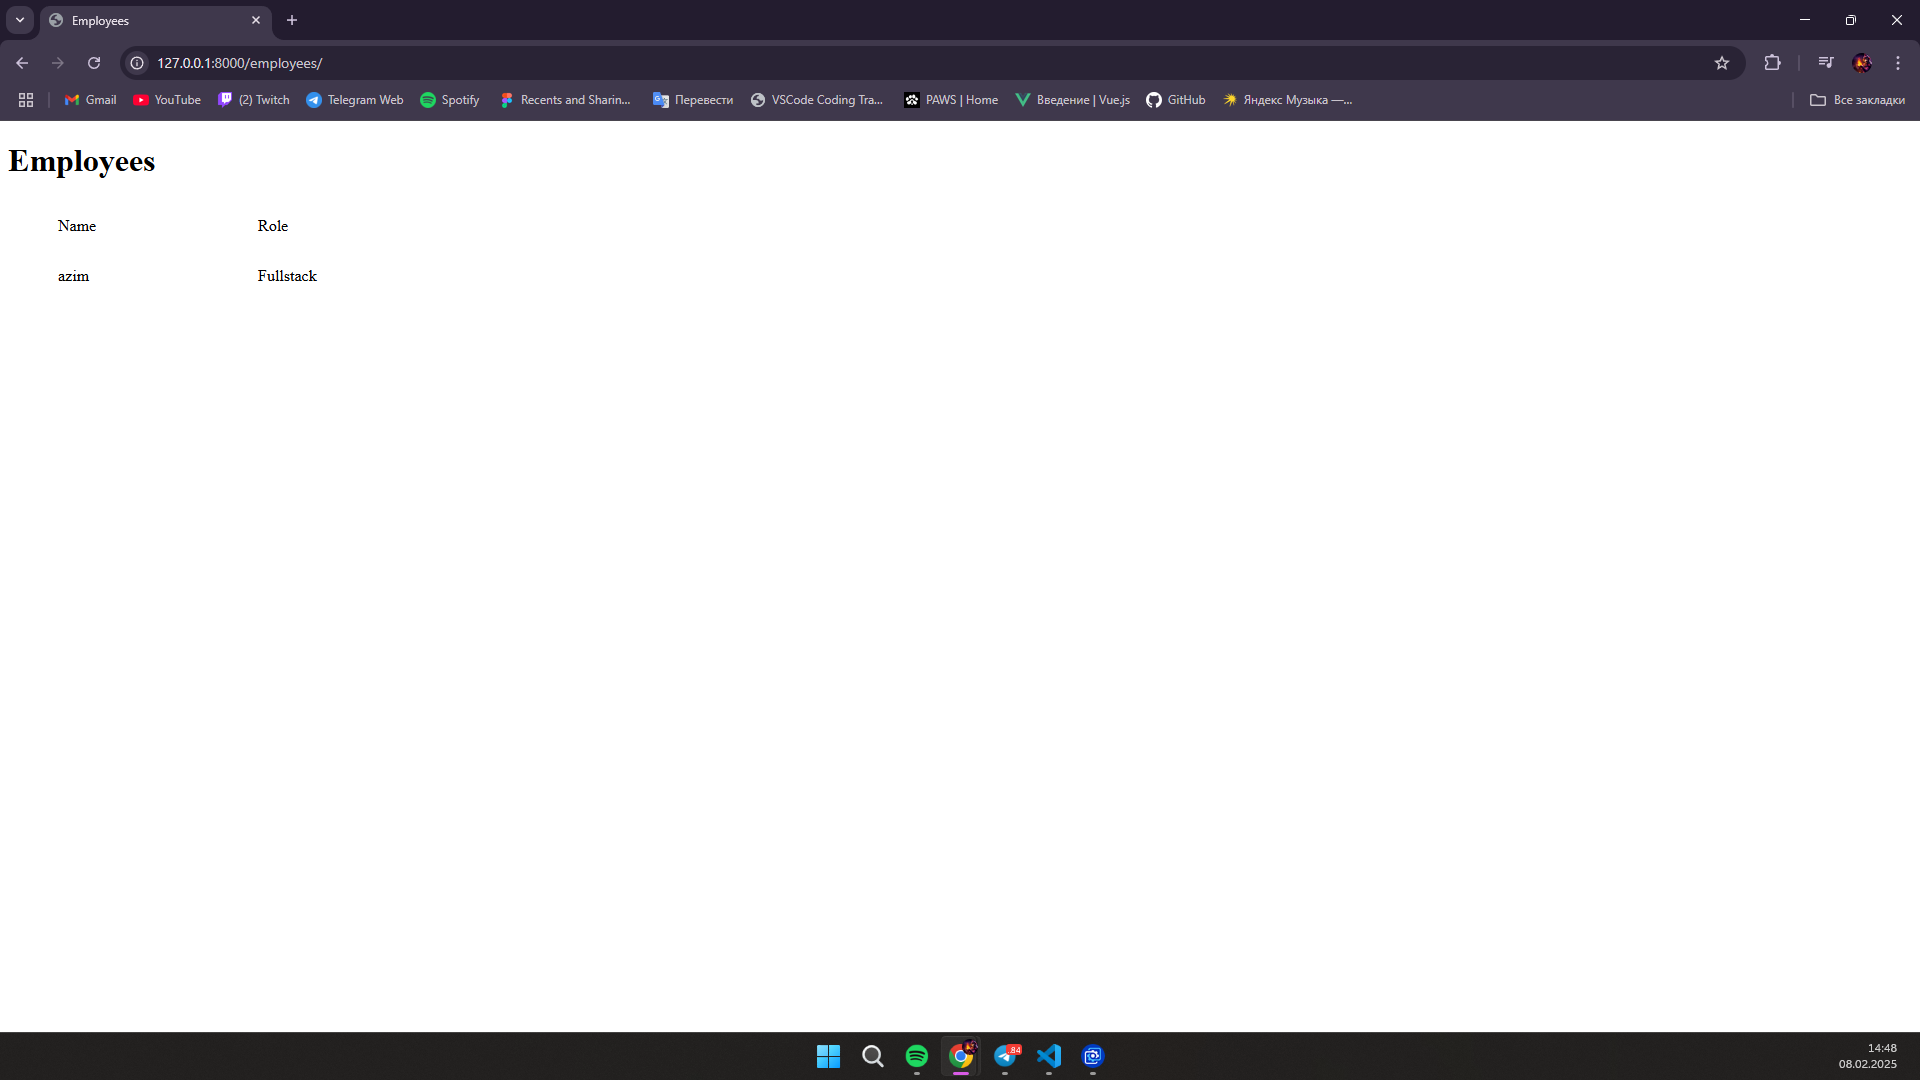 Employees
127.0.0.1:8000/employees/
Gmail YouTube (2) Twitch Telegram Web Spotify Recents and Sharin... Перевести VSCode Coding Tra... PAWS | Home Введение | Vue.js GitHub Яндекс Музыка —... Все закладки
Employees
Name Role
azim Fullstack
.84
14:48
08.02.2025